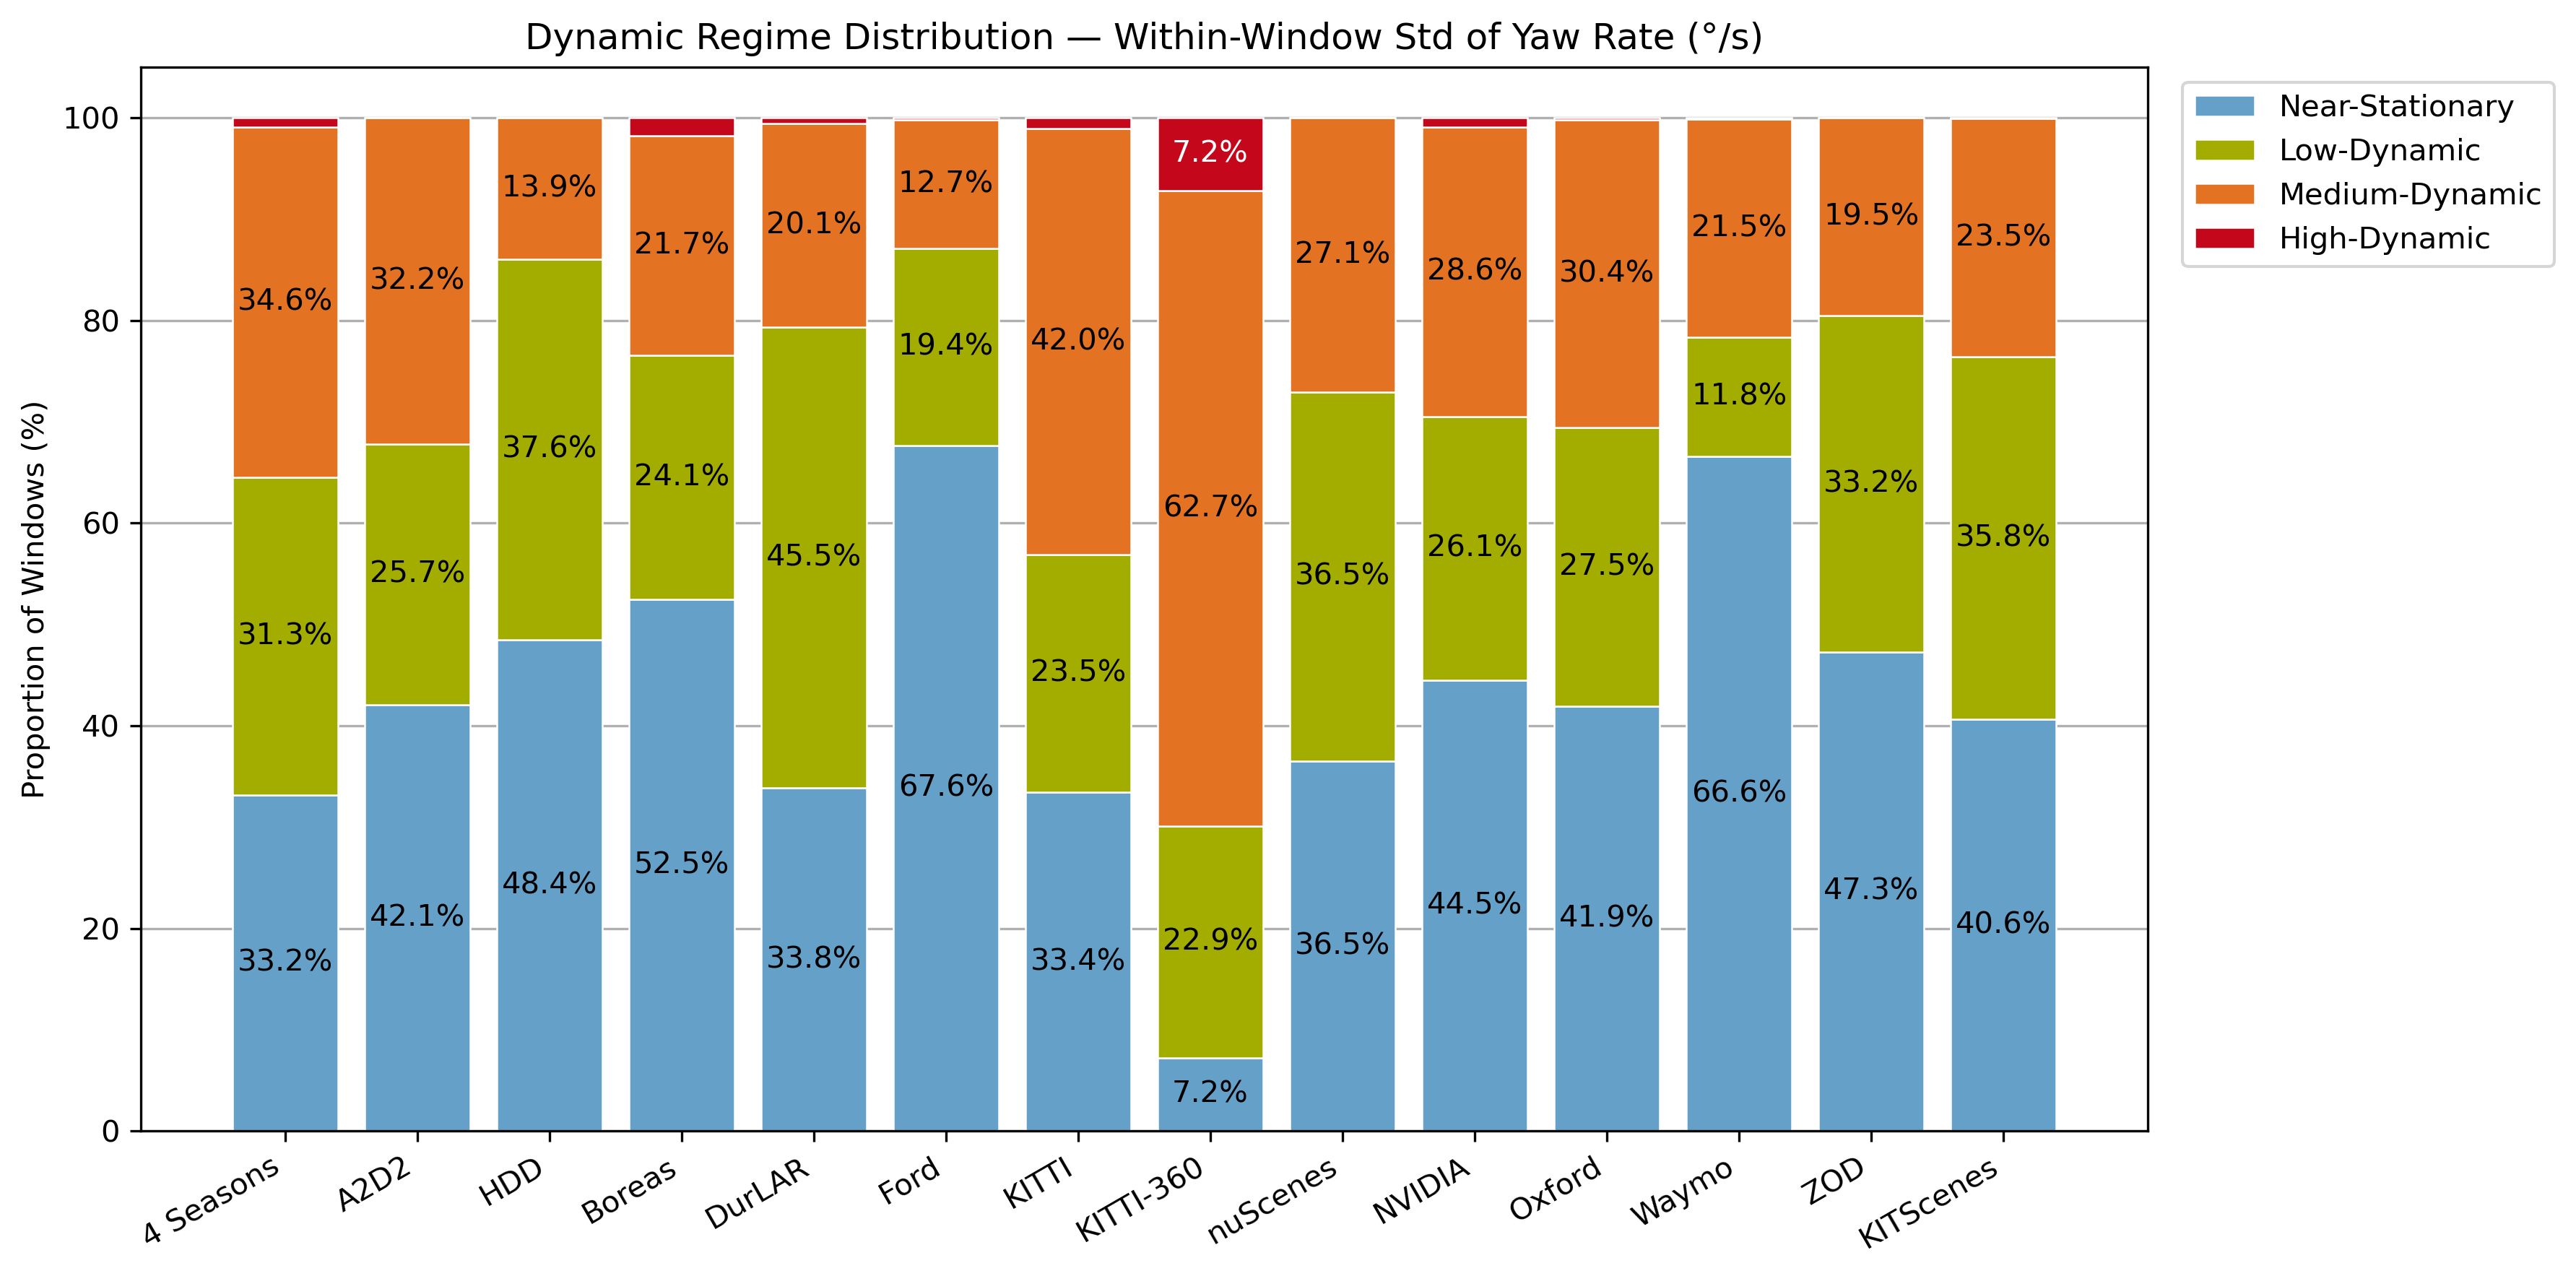 Dynamic Regime Distribution — Within-Window Std of Yaw Rate (°/s)
Near-Stationary
Low-Dynamic
Medium-Dynamic
High-Dynamic
Proportion of Windows (%)
100
80
60
40
20
0
34.6%
31.3%
33.2%
32.2%
25.7%
42.1%
13.9%
37.6%
48.4%
21.7%
24.1%
52.5%
20.1%
45.5%
33.8%
12.7%
19.4%
67.6%
42.0%
23.5%
33.4%
7.2%
62.7%
22.9%
7.2%
27.1%
36.5%
36.5%
28.6%
26.1%
44.5%
30.4%
27.5%
41.9%
21.5%
11.8%
66.6%
19.5%
33.2%
47.3%
23.5%
35.8%
40.6%
4 Seasons
A2D2
HDD
Boreas
DurLAR
Ford
KITTI
KITTI-360
nuScenes
NVIDIA
Oxford
Waymo
ZOD
KITScenes